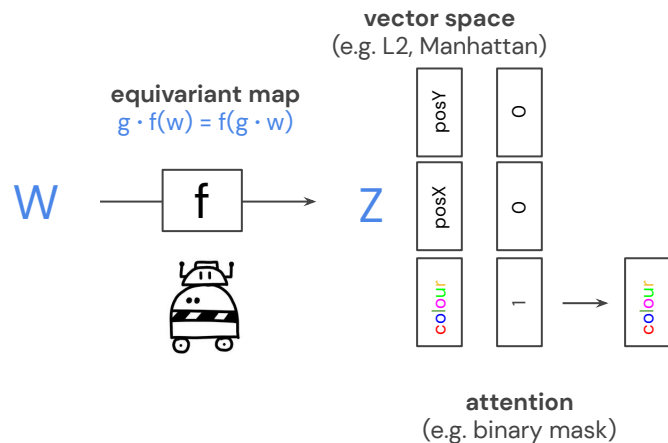 vector space
(e.g. L2, Manhattan)
equivariant map
g · f(w) = f(g · w)
posY
0
W
f
Z
posX
0
colour
1
colour
attention
(e.g. binary mask)